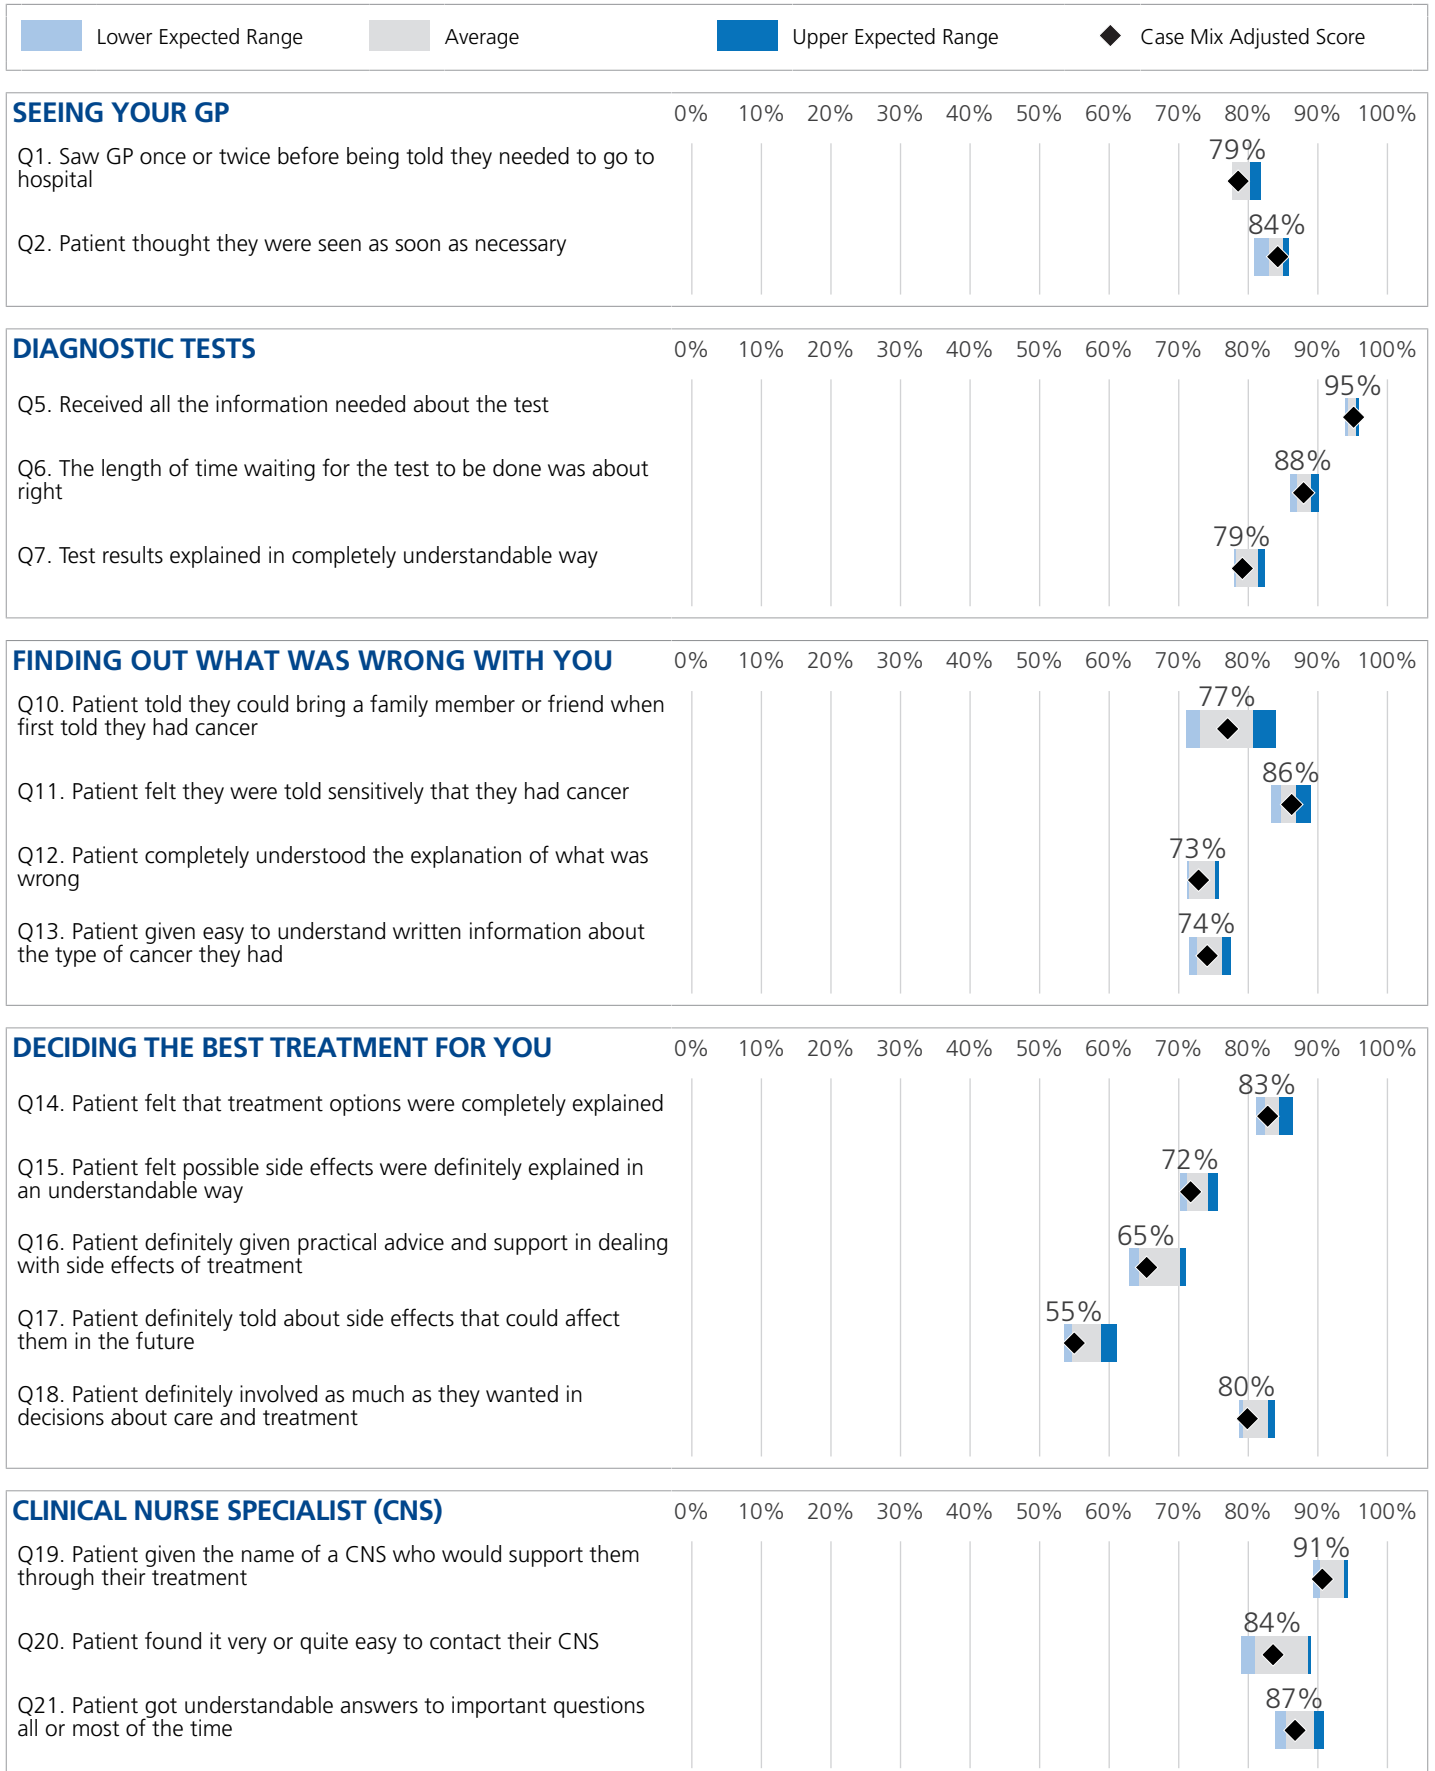 Lower Expected Range Average Upper Expected Range Case Mix Adjusted Score
SEEING YOUR GP 0% 10% 20% 30% 40% 50% 60% 70% 80% 90% 100%
Q1. Saw GP once or twice before being told they needed to go to
hospital
79%
Q2. Patient thought they were seen as soon as necessary
84%
DIAGNOSTIC TESTS 0% 10% 20% 30% 40% 50% 60% 70% 80% 90% 100%
Q5. Received all the information needed about the test
95%
Q6. The length of time waiting for the test to be done was about
right
88%
Q7. Test results explained in completely understandable way
79%
FINDING OUT WHAT WAS WRONG WITH YOU 0% 10% 20% 30% 40% 50% 60% 70% 80% 90% 100%
Q10. Patient told they could bring a family member or friend when
first told they had cancer
77%
Q11. Patient felt they were told sensitively that they had cancer
86%
Q12. Patient completely understood the explanation of what was
wrong
73%
Q13. Patient given easy to understand written information about
the type of cancer they had
74%
DECIDING THE BEST TREATMENT FOR YOU 0% 10% 20% 30% 40% 50% 60% 70% 80% 90% 100%
Q14. Patient felt that treatment options were completely explained
83%
Q15. Patient felt possible side effects were definitely explained in
an understandable way
72%
Q16. Patient definitely given practical advice and support in dealing
with side effects of treatment
65%
Q17. Patient definitely told about side effects that could affect
them in the future
55%
Q18. Patient definitely involved as much as they wanted in
decisions about care and treatment
80%
CLINICAL NURSE SPECIALIST (CNS) 0% 10% 20% 30% 40% 50% 60% 70% 80% 90% 100%
Q19. Patient given the name of a CNS who would support them
through their treatment
91%
Q20. Patient found it very or quite easy to contact their CNS
84%
Q21. Patient got understandable answers to important questions
all or most of the time
87%